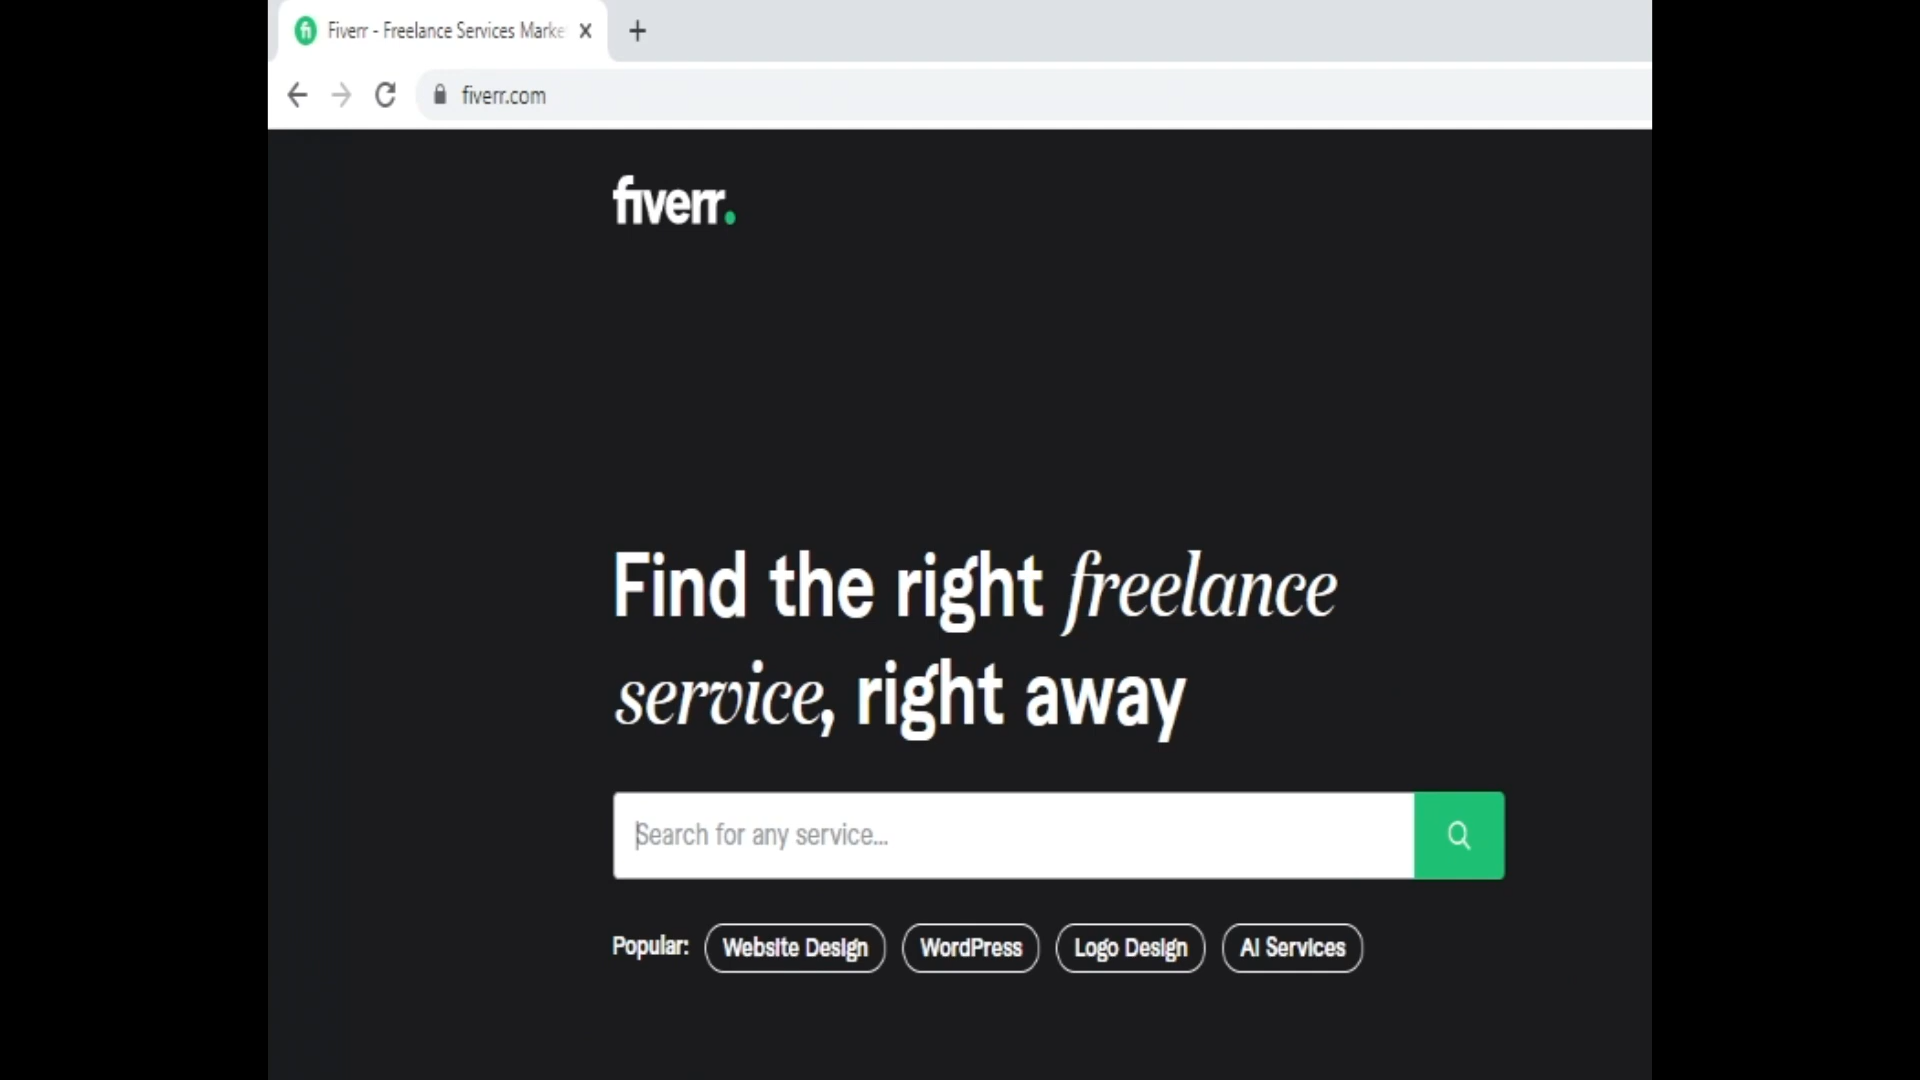 Fiverr - Freelance Services Marke
fiverr.com
fiverr.
Find the right freelance
service, right away
Search for any service...
Popular: Website Design WordPress Logo Design AI Services